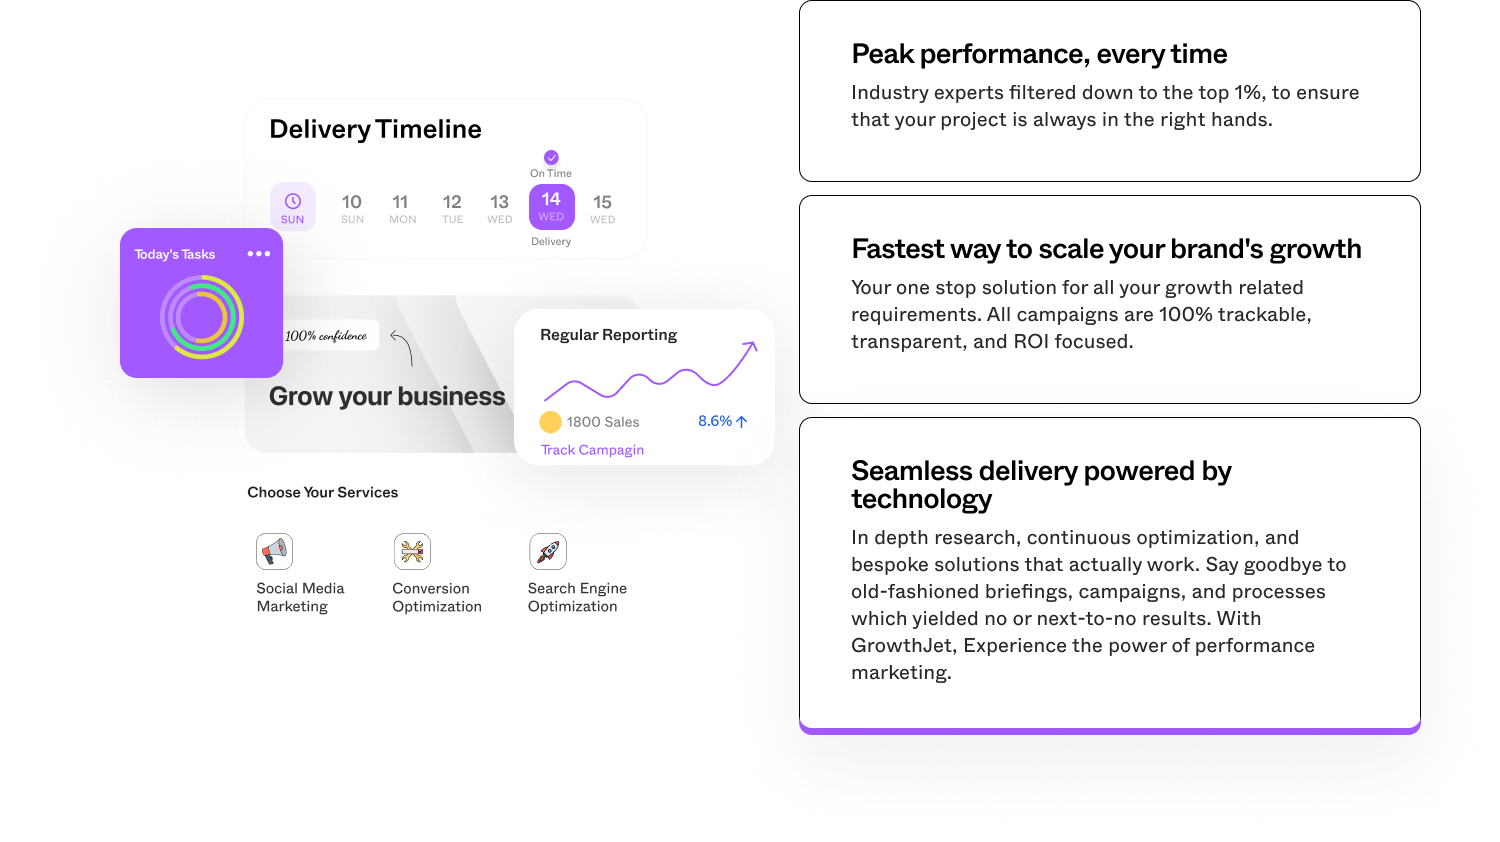 Delivery Timeline
On Time
SUN
10
SUN
11
MON
12
TUE
13
WED
14
WED
15
WED
Delivery
Today's Tasks
100% confidence
Grow your business
Regular Reporting
1800 Sales
8.6%
Track Campagin
Choose Your Services
Social Media
Marketing
Conversion
Optimization
Search Engine
Optimization
Peak performance, every time
Industry experts filtered down to the top 1%, to ensure
that your project is always in the right hands.
Fastest way to scale your brand's growth
Your one stop solution for all your growth related
requirements. All campaigns are 100% trackable,
transparent, and ROI focused.
Seamless delivery powered by
technology
In depth research, continuous optimization, and
bespoke solutions that actually work. Say goodbye to
old-fashioned briefings, campaigns, and processes
which yielded no or next-to-no results. With
GrowthJet, Experience the power of performance
marketing.